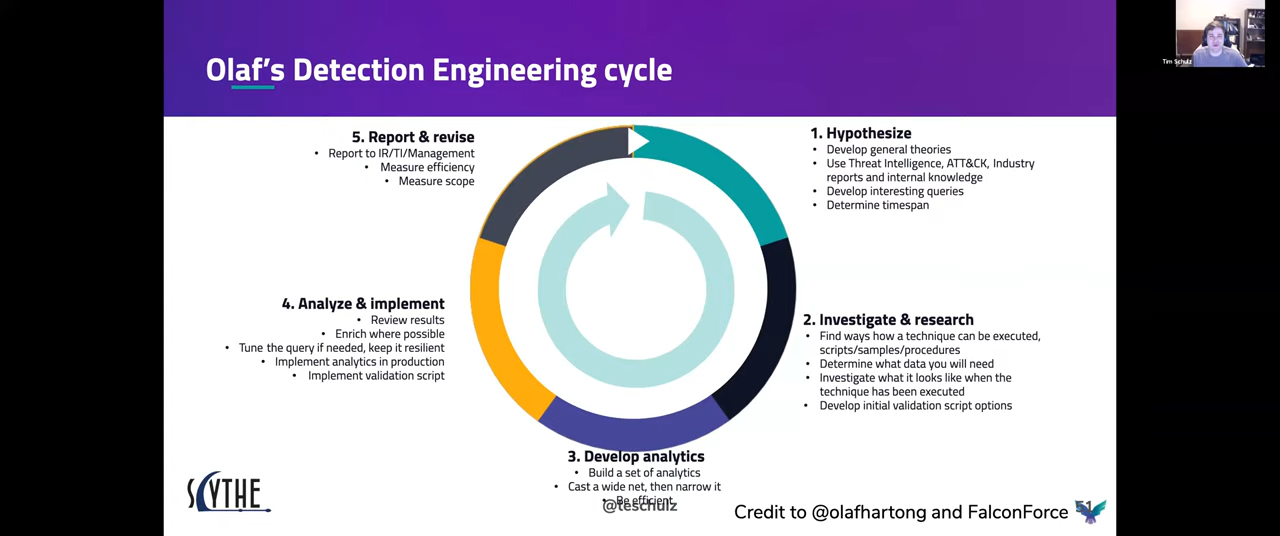 Olaf's Detection Engineering cycle
Tim Schulz
5. Report & revise
• Report to IR/TI/Management
• Measure efficiency
• Measure scope
1. Hypothesize
• Develop general theories
• Use Threat Intelligence, ATT&CK, Industry
reports and internal knowledge
• Develop interesting queries
• Determine timespan
4. Analyze & implement
• Review results
• Enrich where possible
• Tune the query if needed, keep it resilient
• Implement analytics in production
• Implement validation script
2. Investigate & research
• Find ways how a technique can be executed,
scripts/samples/procedures
• Determine what data you will need
• Investigate what it looks like when the
technique has been executed
• Develop initial validation script options
3. Develop analytics
• Build a set of analytics
• Cast a wide net, then narrow it
• Be efficient
@teschulz
SCYTHE
Credit to @olafhartong and FalconForce
51